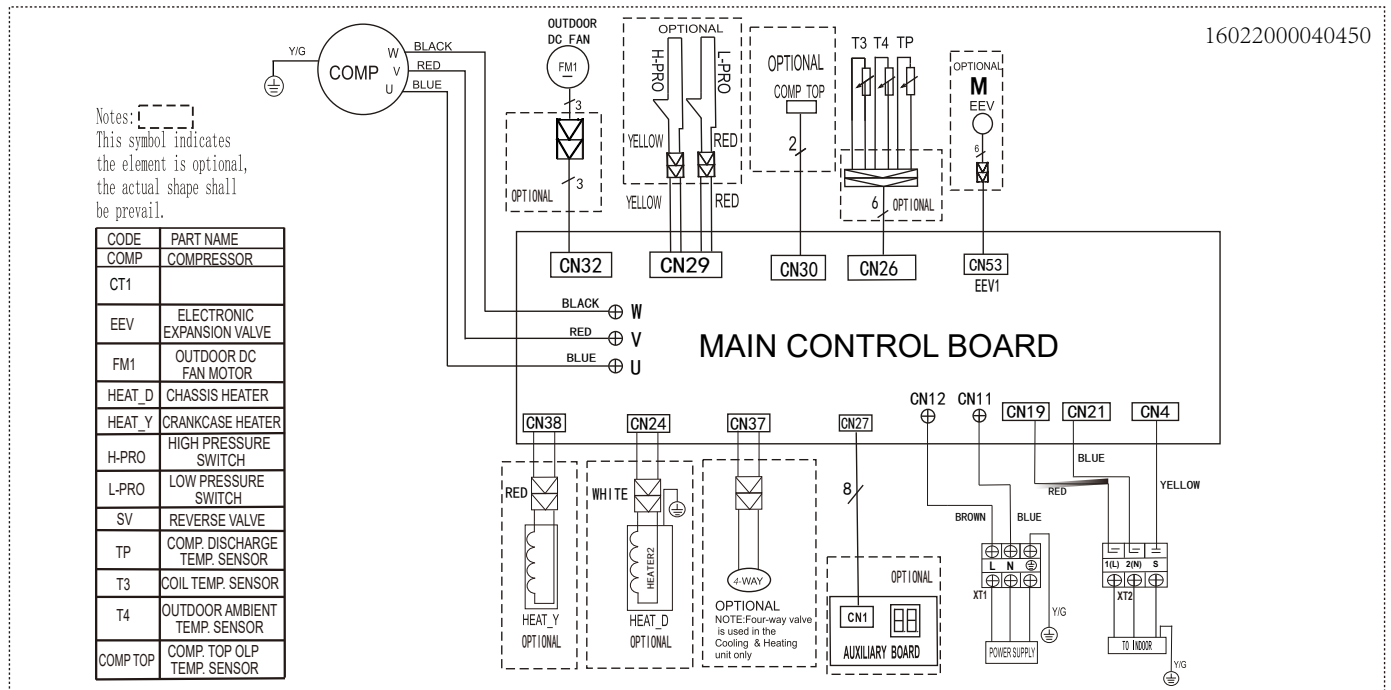 16022000040450
Y/G
COMP
W
V
U
BLACK
RED
BLUE
OUTDOOR
DC FAN
FM1
3
3
OPTIONAL
OPTIONAL
H-PRO
L-PRO
YELLOW
RED
YELLOW
RED
OPTIONAL
COMP TOP
2
T3 T4 TP
6
OPTIONAL
OPTIONAL
M
EEV
6
Notes:
This symbol indicates
the element is optional,
the actual shape shall
be prevail.
CODE PART NAME
COMP COMPRESSOR
CT1
EEV ELECTRONIC
EXPANSION VALVE
FM1 OUTDOOR DC
FAN MOTOR
HEAT_D CHASSIS HEATER
HEAT_Y CRANKCASE HEATER
H-PRO HIGH PRESSURE
SWITCH
L-PRO LOW PRESSURE
SWITCH
SV REVERSE VALVE
TP COMP. DISCHARGE
TEMP. SENSOR
T3 COIL TEMP. SENSOR
T4 OUTDOOR AMBIENT
TEMP. SENSOR
COMP TOP COMP. TOP OLP
TEMP. SENSOR
CN32
CN29
CN30
CN26
CN53
EEV1
BLACK W
RED V
BLUE U
MAIN CONTROL BOARD
CN38
CN24
CN37
CN27
CN12
CN11
CN19
CN21
CN4
RED
HEAT_Y
OPTIONAL
WHITE
HEATER2
HEAT_D
OPTIONAL
4-WAY
OPTIONAL
NOTE:Four-way valve
is used in the
Cooling & Heating
unit only
8
OPTIONAL
CN1
AUXILIARY BOARD
BROWN
BLUE
L N
XT1
Y/G
POWER SUPPLY
BLUE
RED
YELLOW
1(L) 2(N) S
XT2
TO INDOOR
Y/G